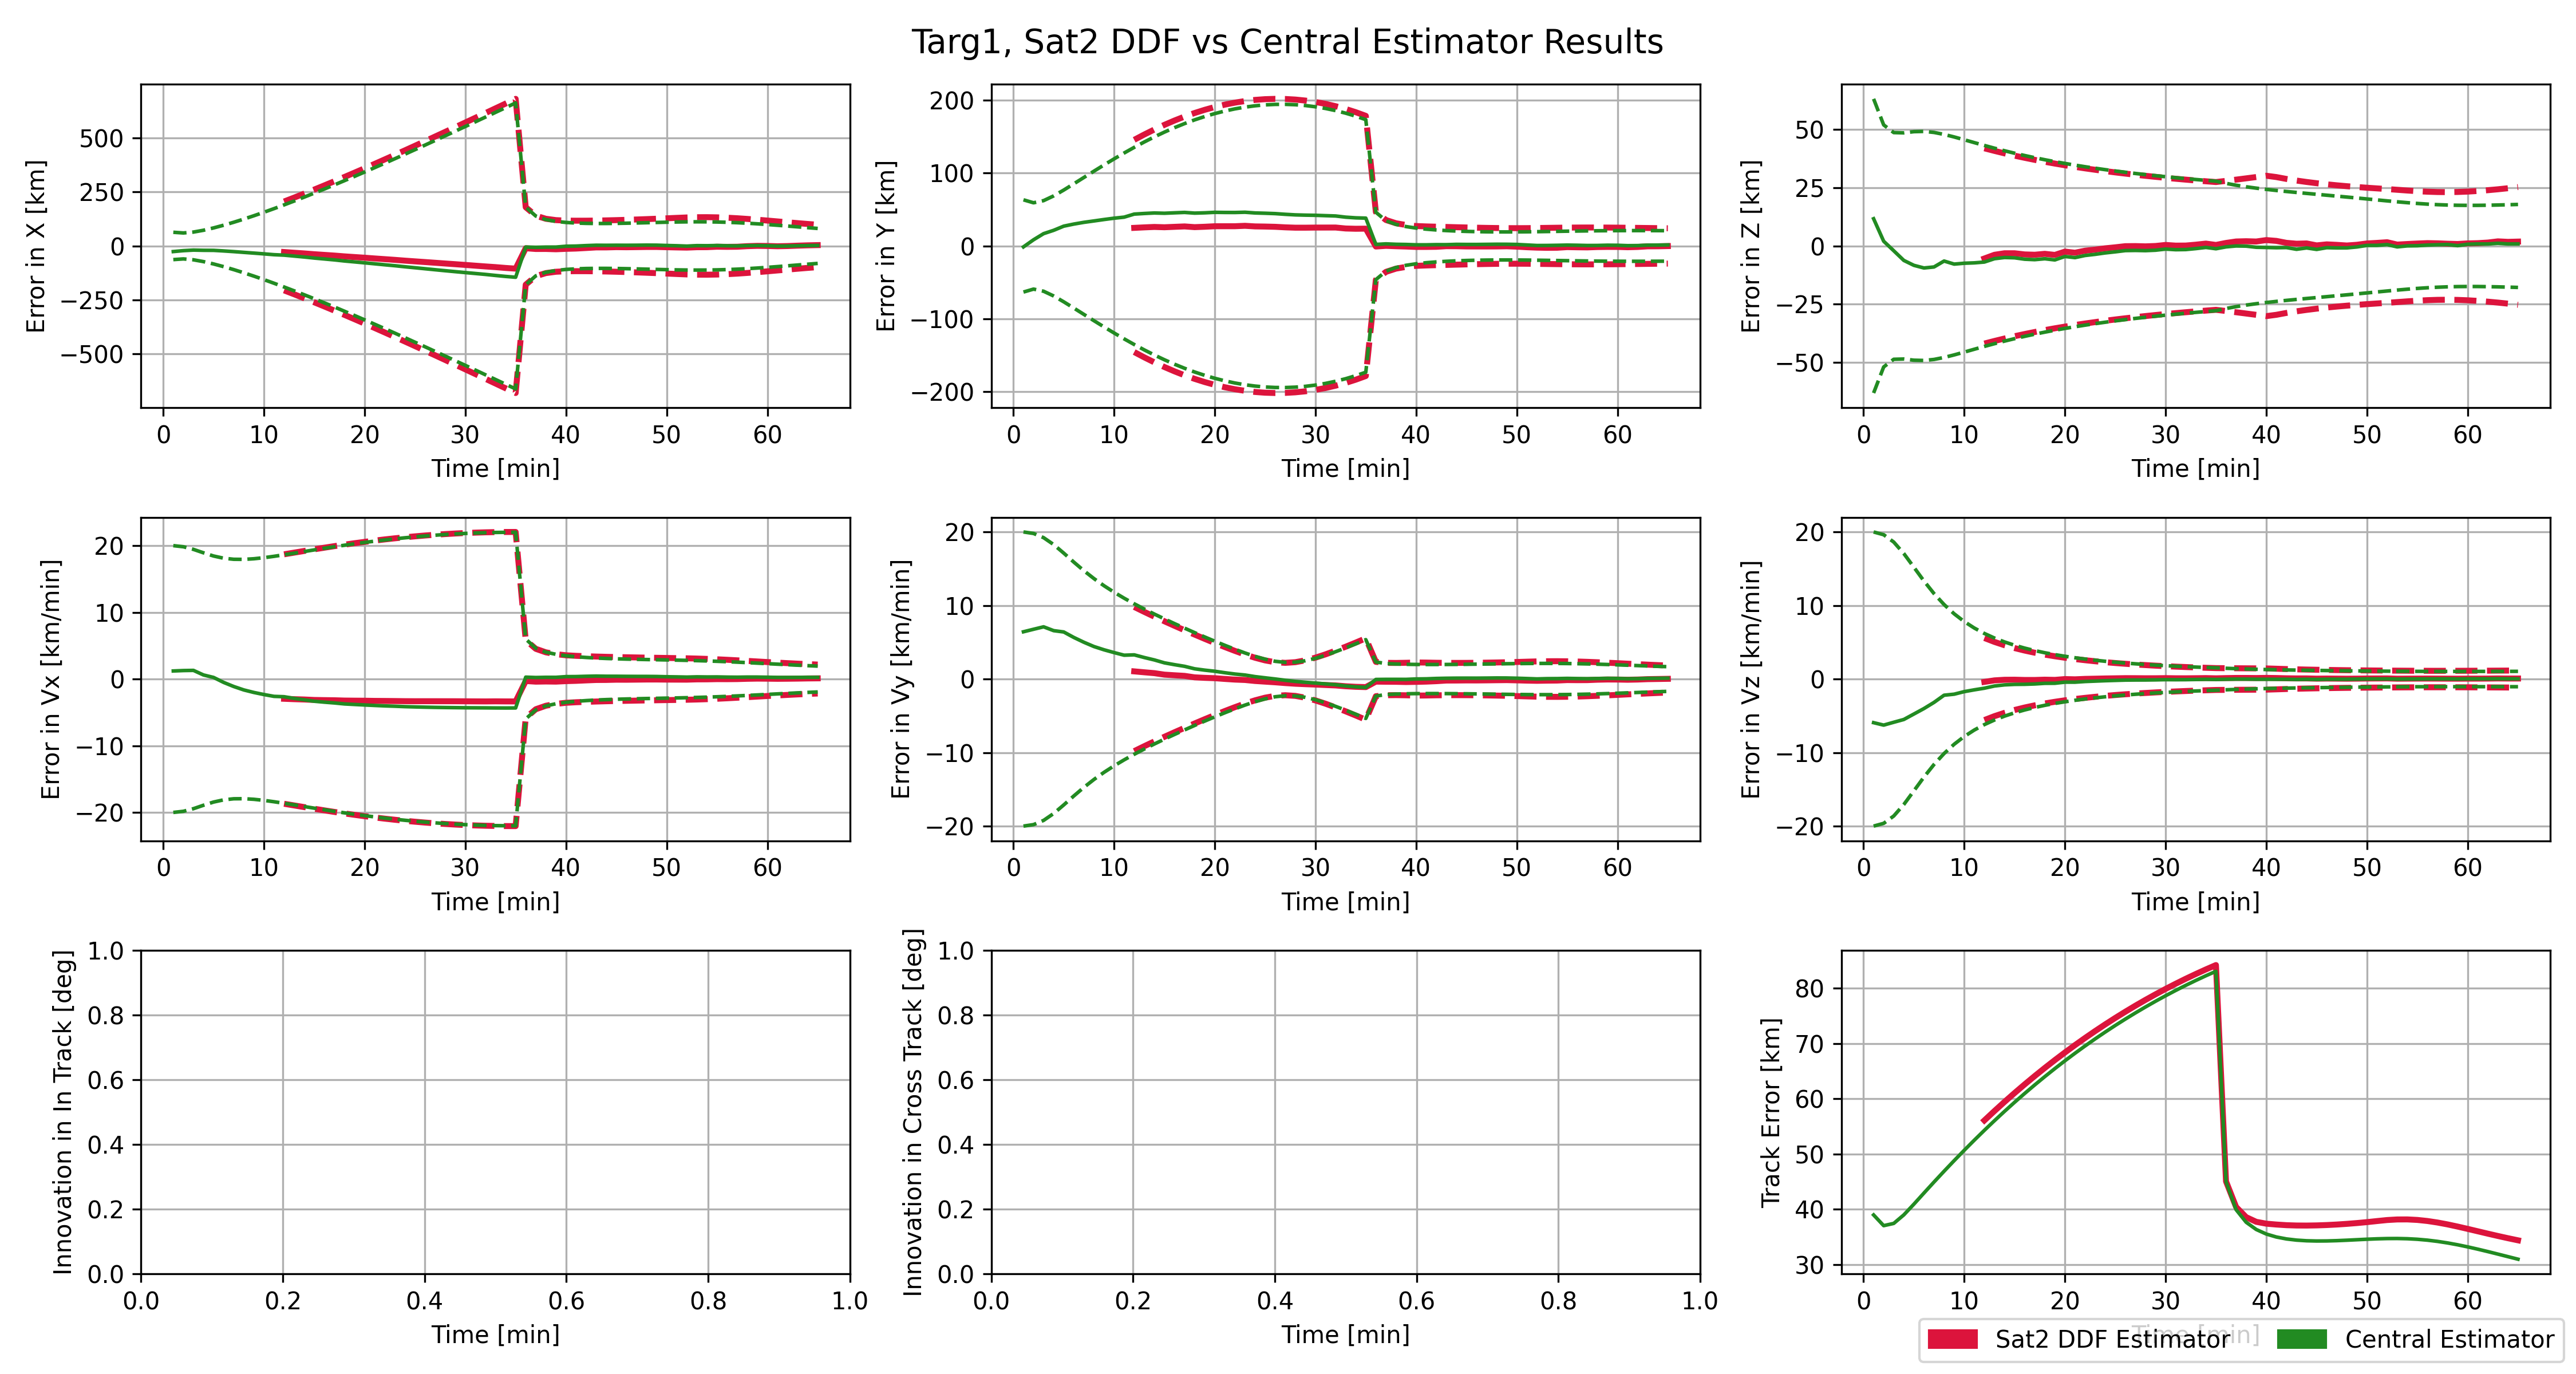 Targ1, Sat2 DDF vs Central Estimator Results
Error in X [km]
500
250
0
−250
−500
0 10 20 30 40 50 60
Time [min]
Error in Y [km]
200
100
0
−100
−200
0 10 20 30 40 50 60
Time [min]
Error in Z [km]
50
25
0
−25
−50
0 10 20 30 40 50 60
Time [min]
Error in Vx [km/min]
20
10
0
−10
−20
0 10 20 30 40 50 60
Time [min]
Error in Vy [km/min]
20
10
0
−10
−20
0 10 20 30 40 50 60
Time [min]
Error in Vz [km/min]
20
10
0
−10
−20
0 10 20 30 40 50 60
Time [min]
Innovation in In Track [deg]
1.0
0.8
0.6
0.4
0.2
0.0
0.0 0.2 0.4 0.6 0.8 1.0
Time [min]
Innovation in Cross Track [deg]
1.0
0.8
0.6
0.4
0.2
0.0
0.0 0.2 0.4 0.6 0.8 1.0
Time [min]
Track Error [km]
80
70
60
50
40
30
0 10 20 30 40 50 60
Time [min]
Sat2 DDF Estimator Central Estimator